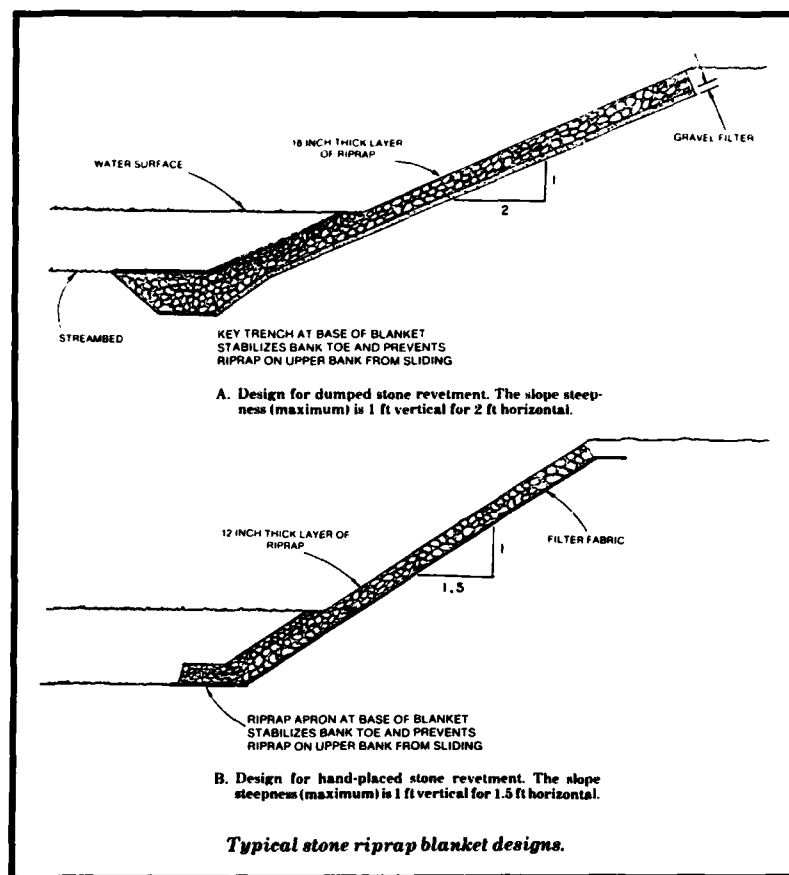 18 INCH THICK LAYER
OF RIPRAP
GRAVEL FILTER
WATER SURFACE
1
2
STREAMBED
KEY TRENCH AT BASE OF BLANKET
STABILIZES BANK TOE AND PREVENTS
RIPRAP ON UPPER BANK FROM SLIDING
A. Design for dumped stone revetment. The slope steep-
ness (maximum) is 1 ft vertical for 2 ft horizontal.
12 INCH THICK LAYER OF
RIPRAP
FILTER FABRIC
1
1.5
RIPRAP APRON AT BASE OF BLANKET
STABILIZES BANK TOE AND PREVENTS
RIPRAP ON UPPER BANK FROM SLIDING
B. Design for hand-placed stone revetment. The slope
steepness (maximum) is 1 ft vertical for 1.5 ft horizontal.
Typical stone riprap blanket designs.